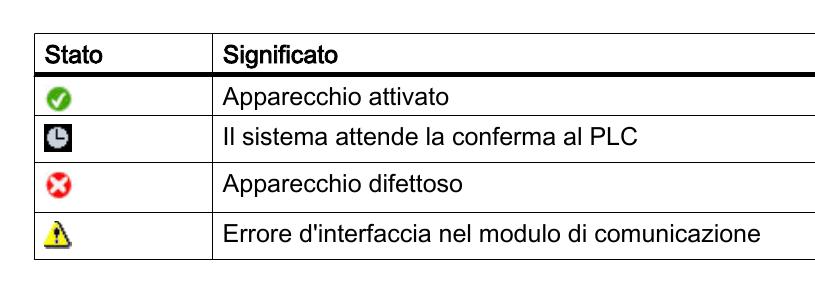 Stato Significato
Apparecchio attivato
Il sistema attende la conferma al PLC
Apparecchio difettoso
Errore d'interfaccia nel modulo di comunicazione